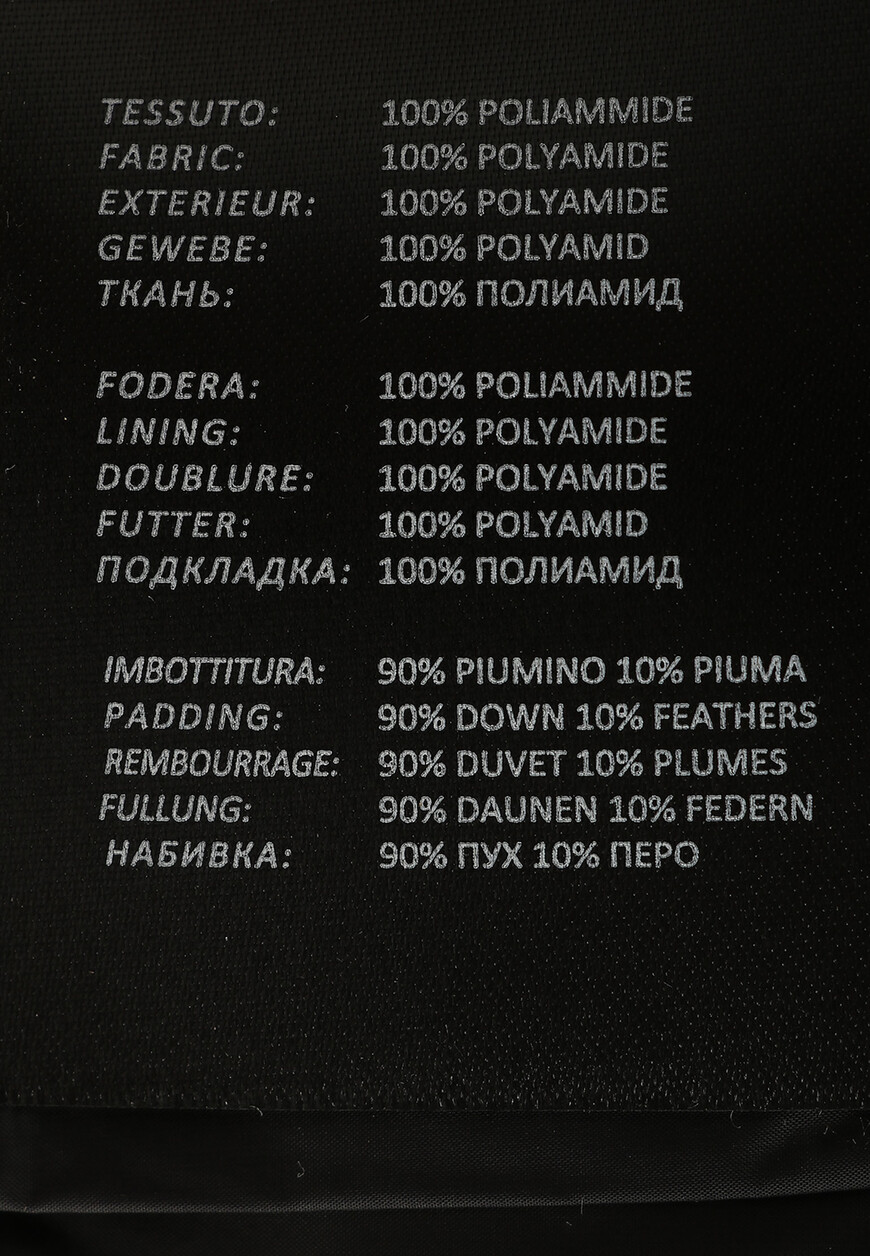 TESSUTO: 100% POLIAMMIDE
FABRIC: 100% POLYAMIDE
EXTERIEUR: 100% POLYAMIDE
GEWEBE: 100% POLYAMID
ТКАНЬ: 100% ПОЛИАМИД
FODERA: 100% POLIAMMIDE
LINING: 100% POLYAMIDE
DOUBLURE: 100% POLYAMIDE
FUTTER: 100% POLYAMID
ПОДКЛАДКА: 100% ПОЛИАМИД
IMBOTTITURA: 90% PIUMINO 10% PIUMA
PADDING: 90% DOWN 10% FEATHERS
REMBOURRAGE: 90% DUVET 10% PLUMES
FULLUNG: 90% DAUNEN 10% FEDERN
НАБИВКА: 90% ПУХ 10% ПЕРО